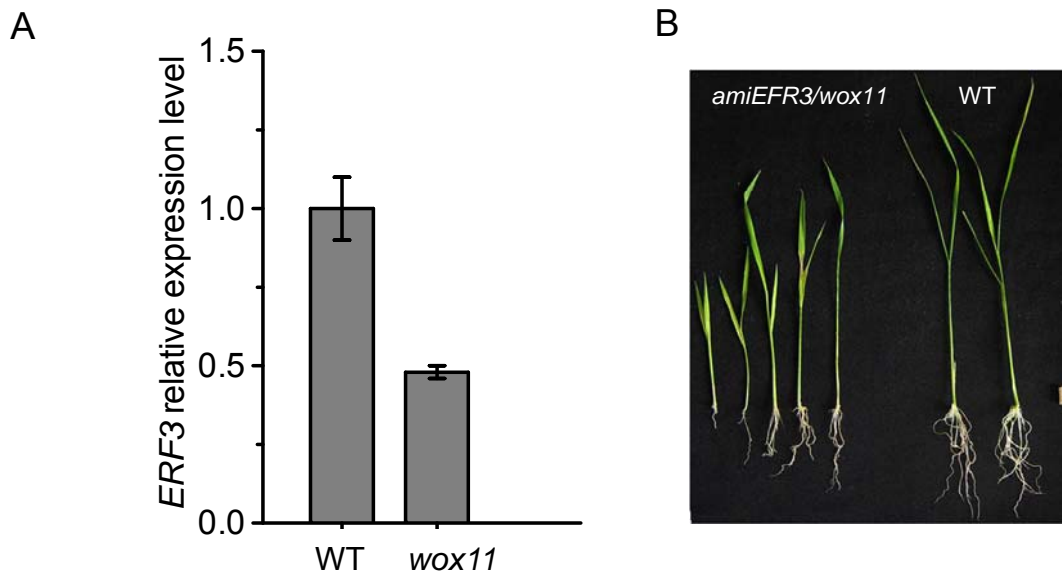 A
ERF3 relative expression level
1.5
1.0
0.5
0.0
WT wox11
B
amiEFR3/wox11 WT